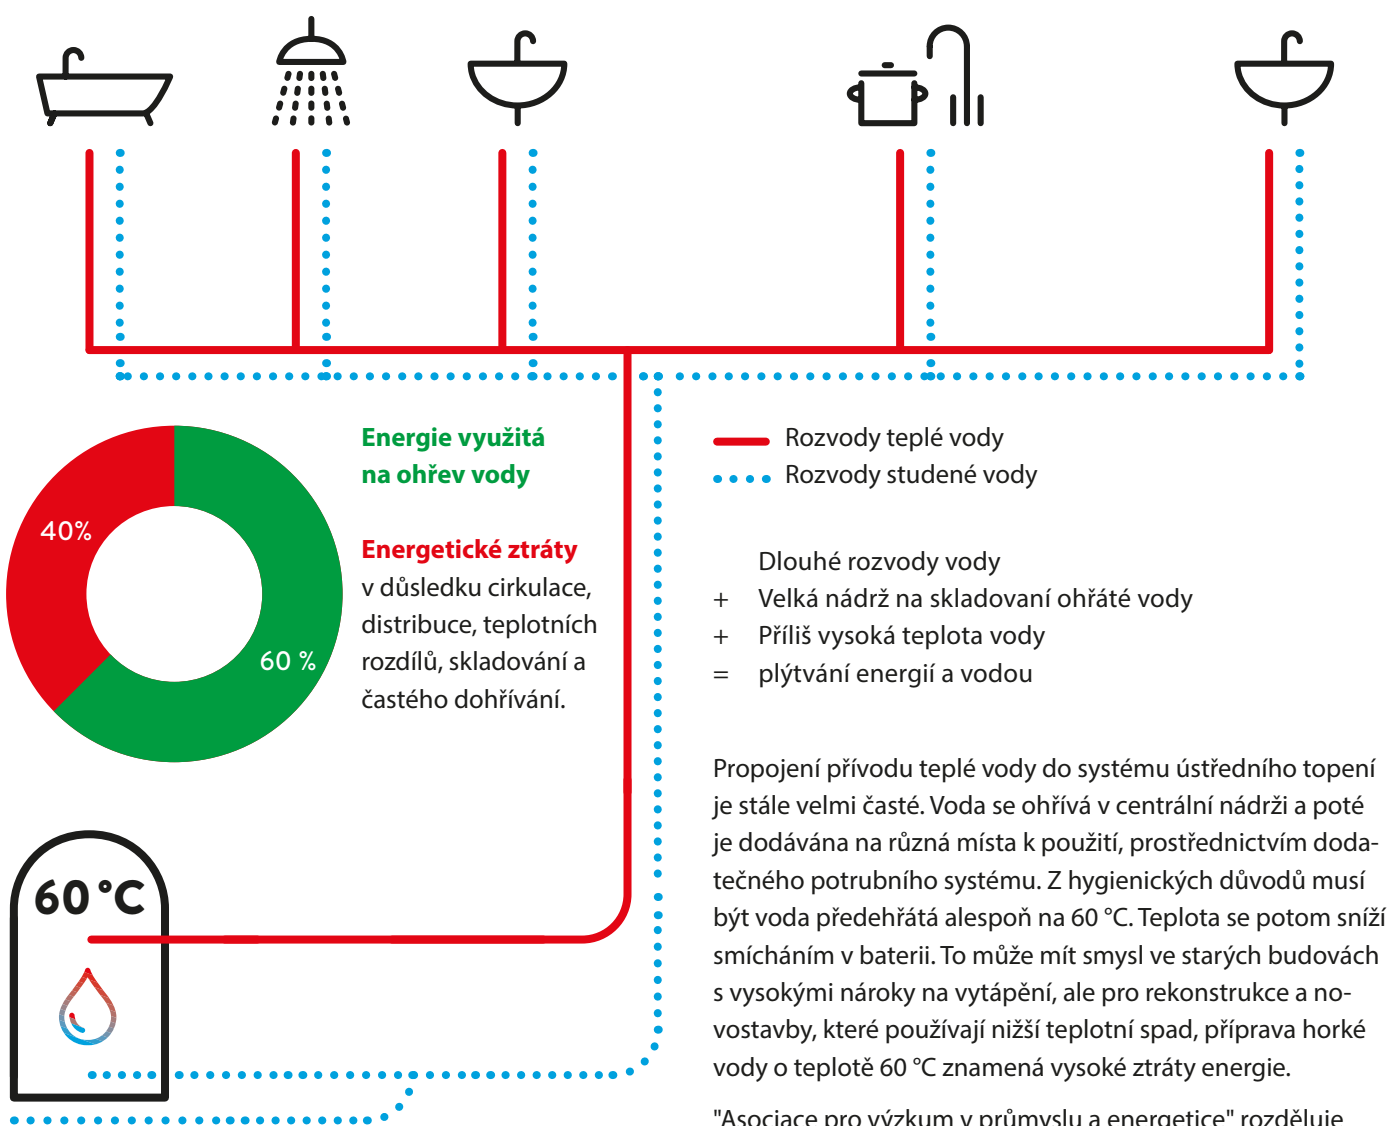 Energie využitá
na ohřev vody
40%
60 %
Energetické ztráty
v důsledku cirkulace,
distribuce, teplotních
rozdílů, skladování a
častého dohřívání.
60 °C
Rozvody teplé vody
Rozvody studené vody
Dlouhé rozvody vody
+ Velká nádrž na skladovaní ohřáté vody
+ Příliš vysoká teplota vody
= plýtvání energií a vodou
Propojení přívodu teplé vody do systému ústředního topení
je stále velmi časté. Voda se ohřívá v centrální nádrži a poté
je dodávána na různá místa k použití, prostřednictvím doda-
tečného potrubního systému. Z hygienických důvodů musí
být voda předehřátá alespoň na 60 °C. Teplota se potom sníží
smícháním v baterii. To může mít smysl ve starých budovách
s vysokými nároky na vytápění, ale pro rekonstrukce a no-
vostavby, které používají nižší teplotní spad, příprava horké
vody o teplotě 60 °C znamená vysoké ztráty energie.
"Asociace pro výzkum v průmyslu a energetice" rozděluje